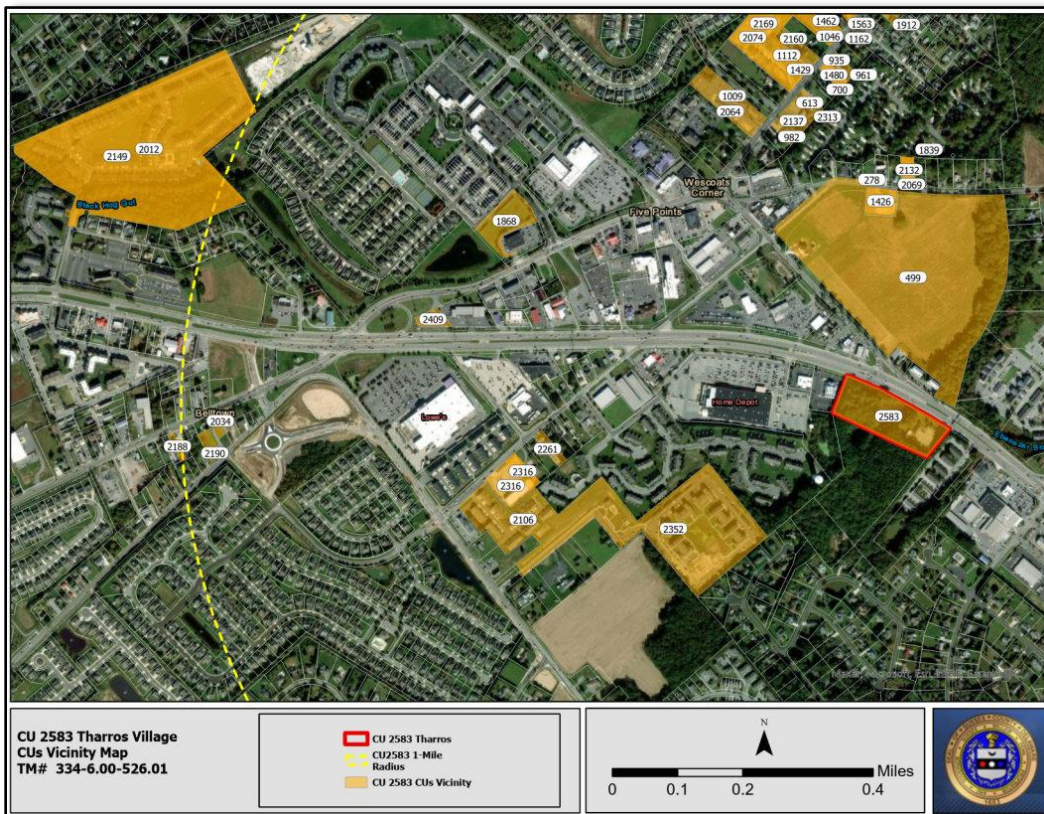 2169
1462
1563
1912
2074
2160
1046
1162
1112
935
1429
1480
961
1009
700
2064
613
2137
2313
982
1839
2149
2012
Wescoats
Corner
278
2132
2069
Black Hog Gut
1426
1868
Five Points
499
2409
Home Depot
Lowe's
2583
Belltown
2034
2188
2190
2261
2316
2316
2106
2352
CU 2583 Tharros Village
CUs Vicinity Map
TM# 334-6.00-526.01
CU 2583 Tharros
CU2583 1-Mile
Radius
CU 2583 CUs Vicinity
N
Miles
0 0.1 0.2 0.4
1683